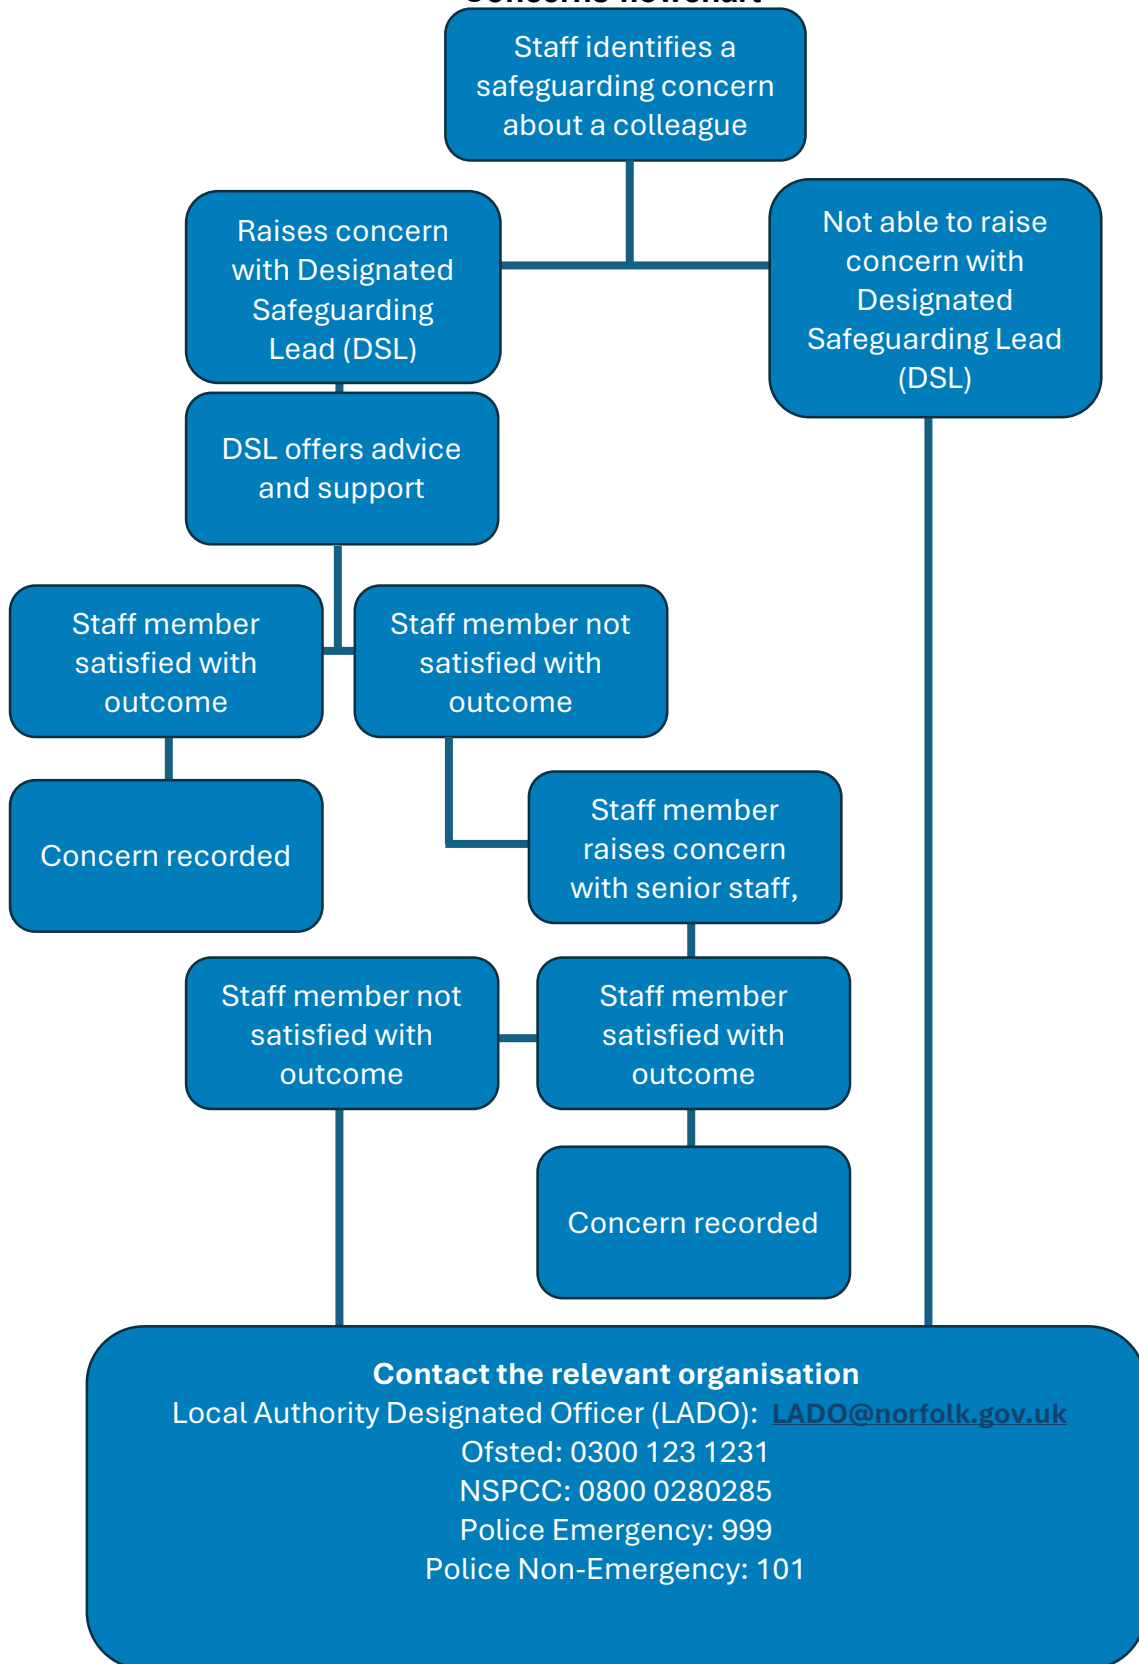 Concerns flowchart
Staff identifies a
safeguarding concern
about a colleague
Raises concern
with Designated
Safeguarding
Lead (DSL)
Not able to raise
concern with
Designated
Safeguarding Lead
(DSL)
DSL offers advice
and support
Staff member
satisfied with
outcome
Staff member not
satisfied with
outcome
Concern recorded
Staff member
raises concern
with senior staff,
Staff member not
satisfied with
outcome
Staff member
satisfied with
outcome
Concern recorded
Contact the relevant organisation
Local Authority Designated Officer (LADO): LADO@norfolk.gov.uk
Ofsted: 0300 123 1231
NSPCC: 0800 0280285
Police Emergency: 999
Police Non-Emergency: 101